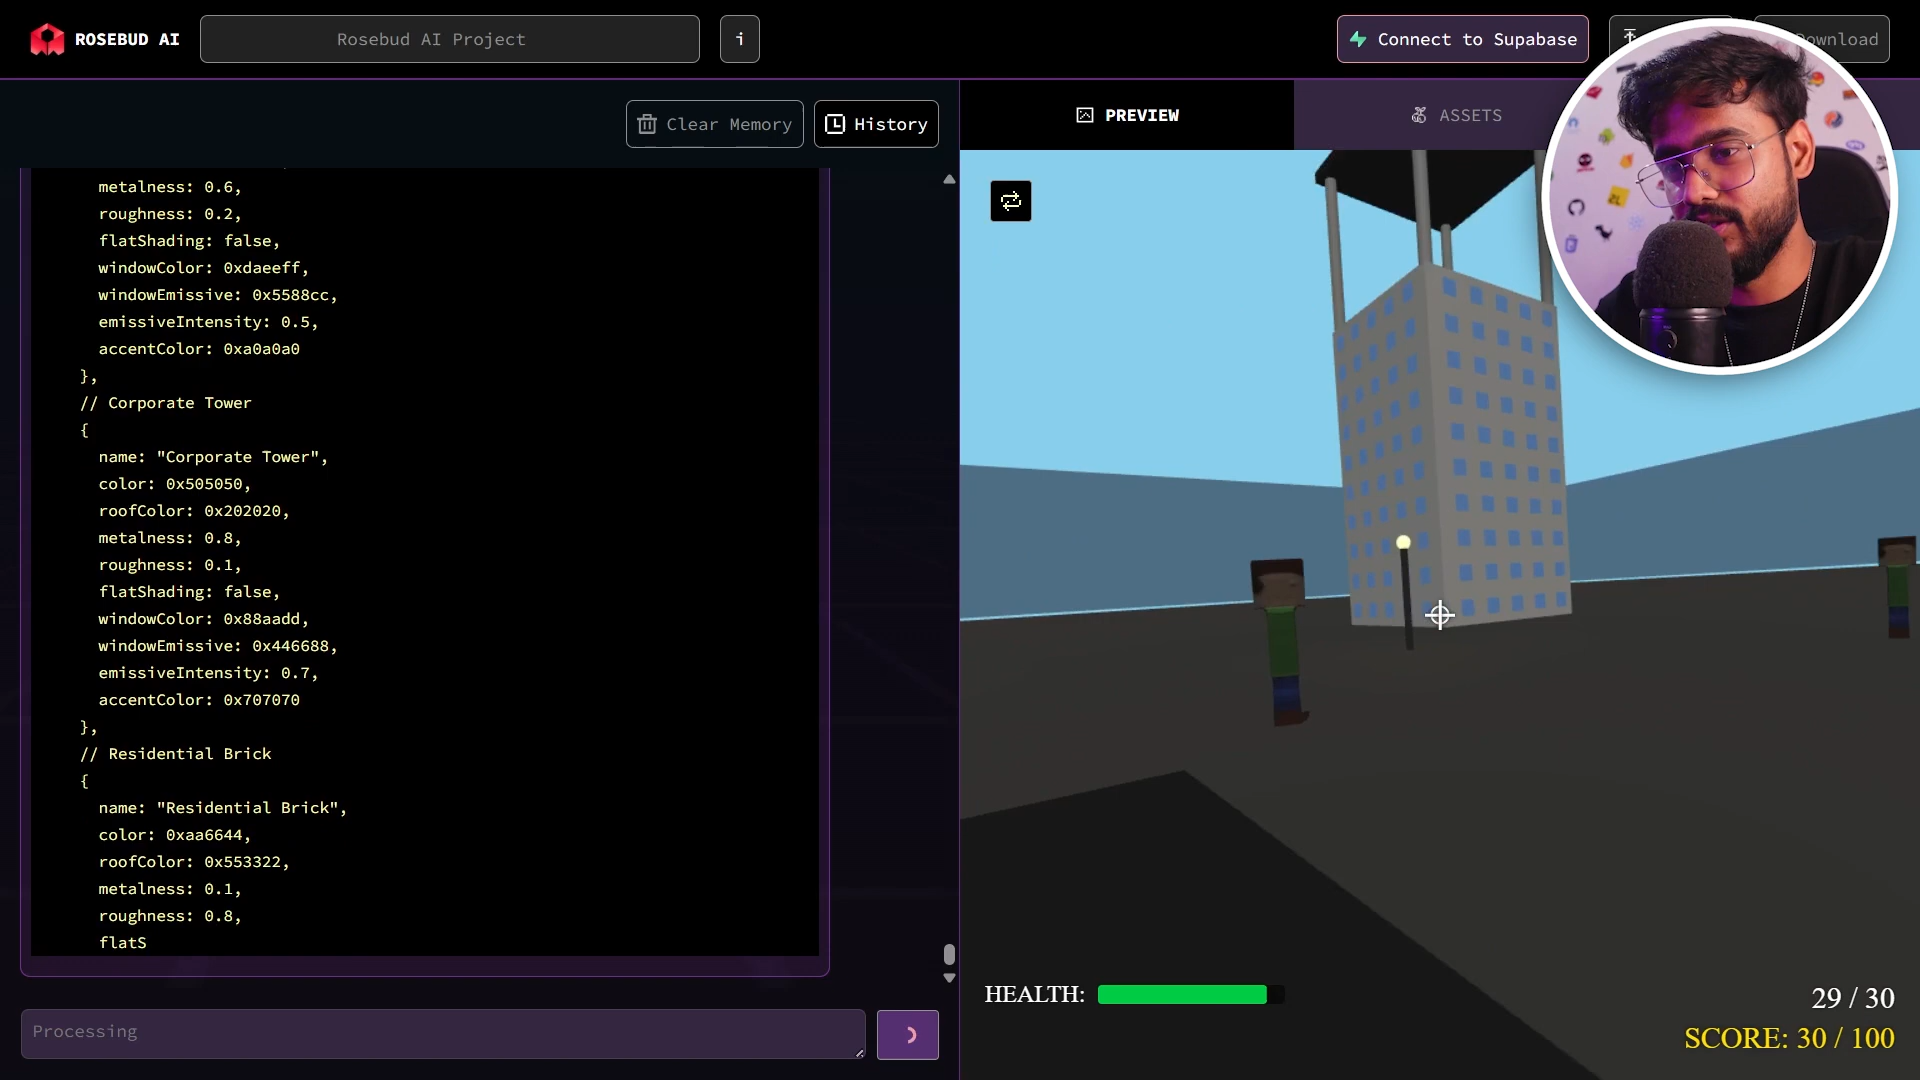 ROSEBUD AI
Rosebud AI Project
i
Connect to Supabase
Clear Memory
History
PREVIEW
ASSETS
metalness: 0.6,
roughness: 0.2,
flatShading: false,
windowColor: 0xdaeeff,
windowEmissive: 0x5588cc,
emissiveIntensity: 0.5,
accentColor: 0xa0a0a0
},
// Corporate Tower
{
name: "Corporate Tower",
color: 0x505050,
roofColor: 0x202020,
metalness: 0.8,
roughness: 0.1,
flatShading: false,
windowColor: 0x88aadd,
windowEmissive: 0x446688,
emissiveIntensity: 0.7,
accentColor: 0x707070
},
// Residential Brick
{
name: "Residential Brick",
color: 0xaa6644,
roofColor: 0x553322,
metalness: 0.1,
roughness: 0.8,
flatS
Processing
HEALTH:
29 / 30
SCORE: 30 / 100